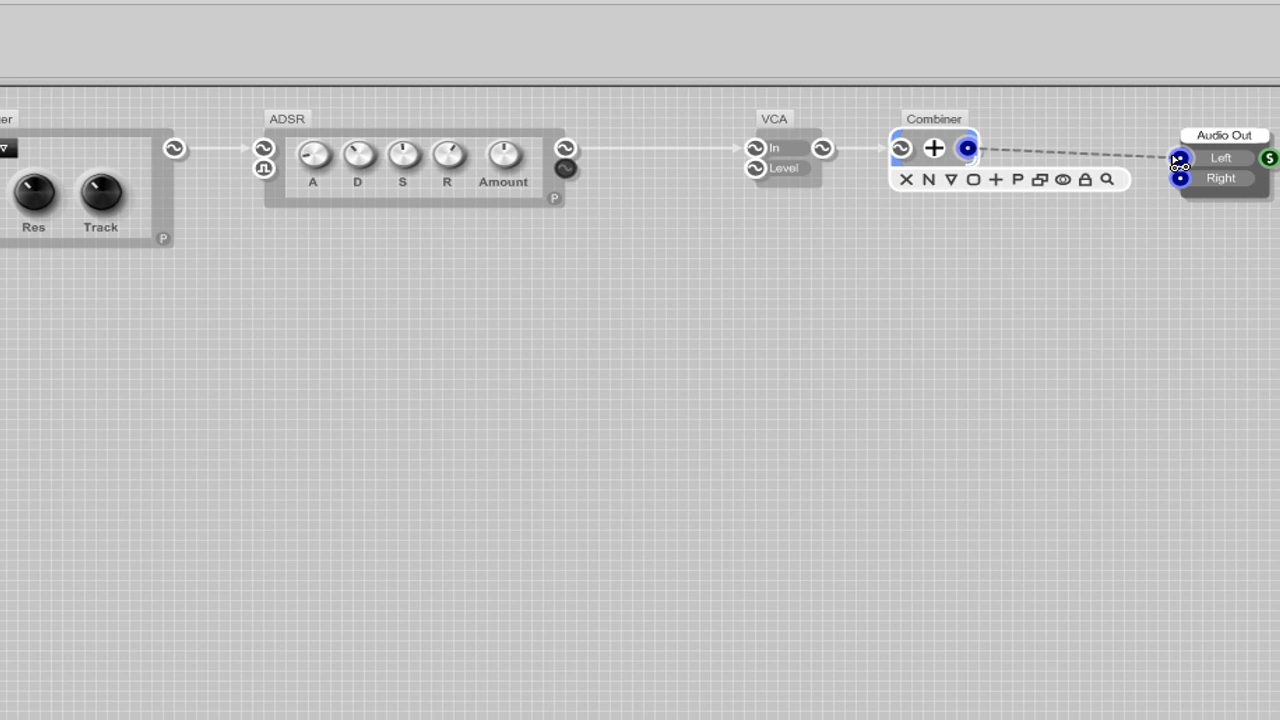 er
ADSR
VCA
Combiner
Audio Out
In
Level
Left
Right
A
D
S
R
Amount
X N P
P
P
Res
Track
S